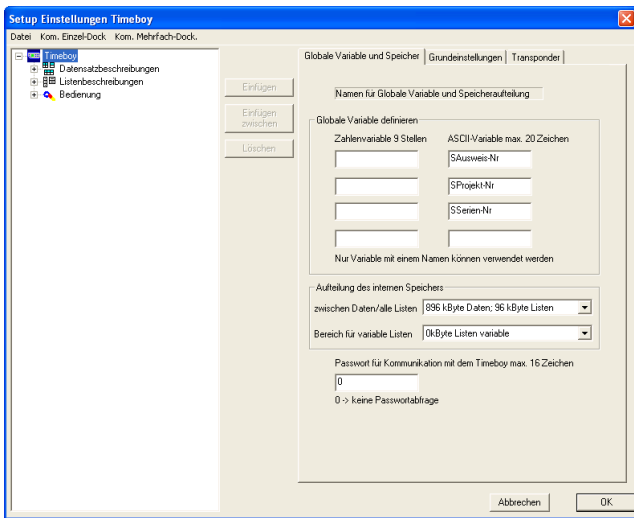 Setup Einstellungen Timeboy
Datei Kom. Einzel-Dock Kom. Mehrfach-Dock.
Timeboy
Datensatzbeschreibungen
Listenbeschreibungen
Bedienung
Einfügen
Einfügen
zwischen
Löschen
Globale Variable und Speicher Grundeinstellungen Transponder
Namen für Globale Variable und Speicheraufteilung
Globale Variable definieren
Zahlenvariable 9 Stellen ASCII-Variable max. 20 Zeichen
SAusweis-Nr
SProjekt-Nr
SSerien-Nr
Nur Variable mit einem Namen können verwendet werden
Aufteilung des internen Speichers
zwischen Daten/alle Listen 896 kByte Daten; 96 kByte Listen
Bereich für variable Listen 0kByte Listen variable
Passwort für Kommunikation mit dem Timeboy max. 16 Zeichen
0
0 -> keine Passwortabfrage
Abbrechen OK